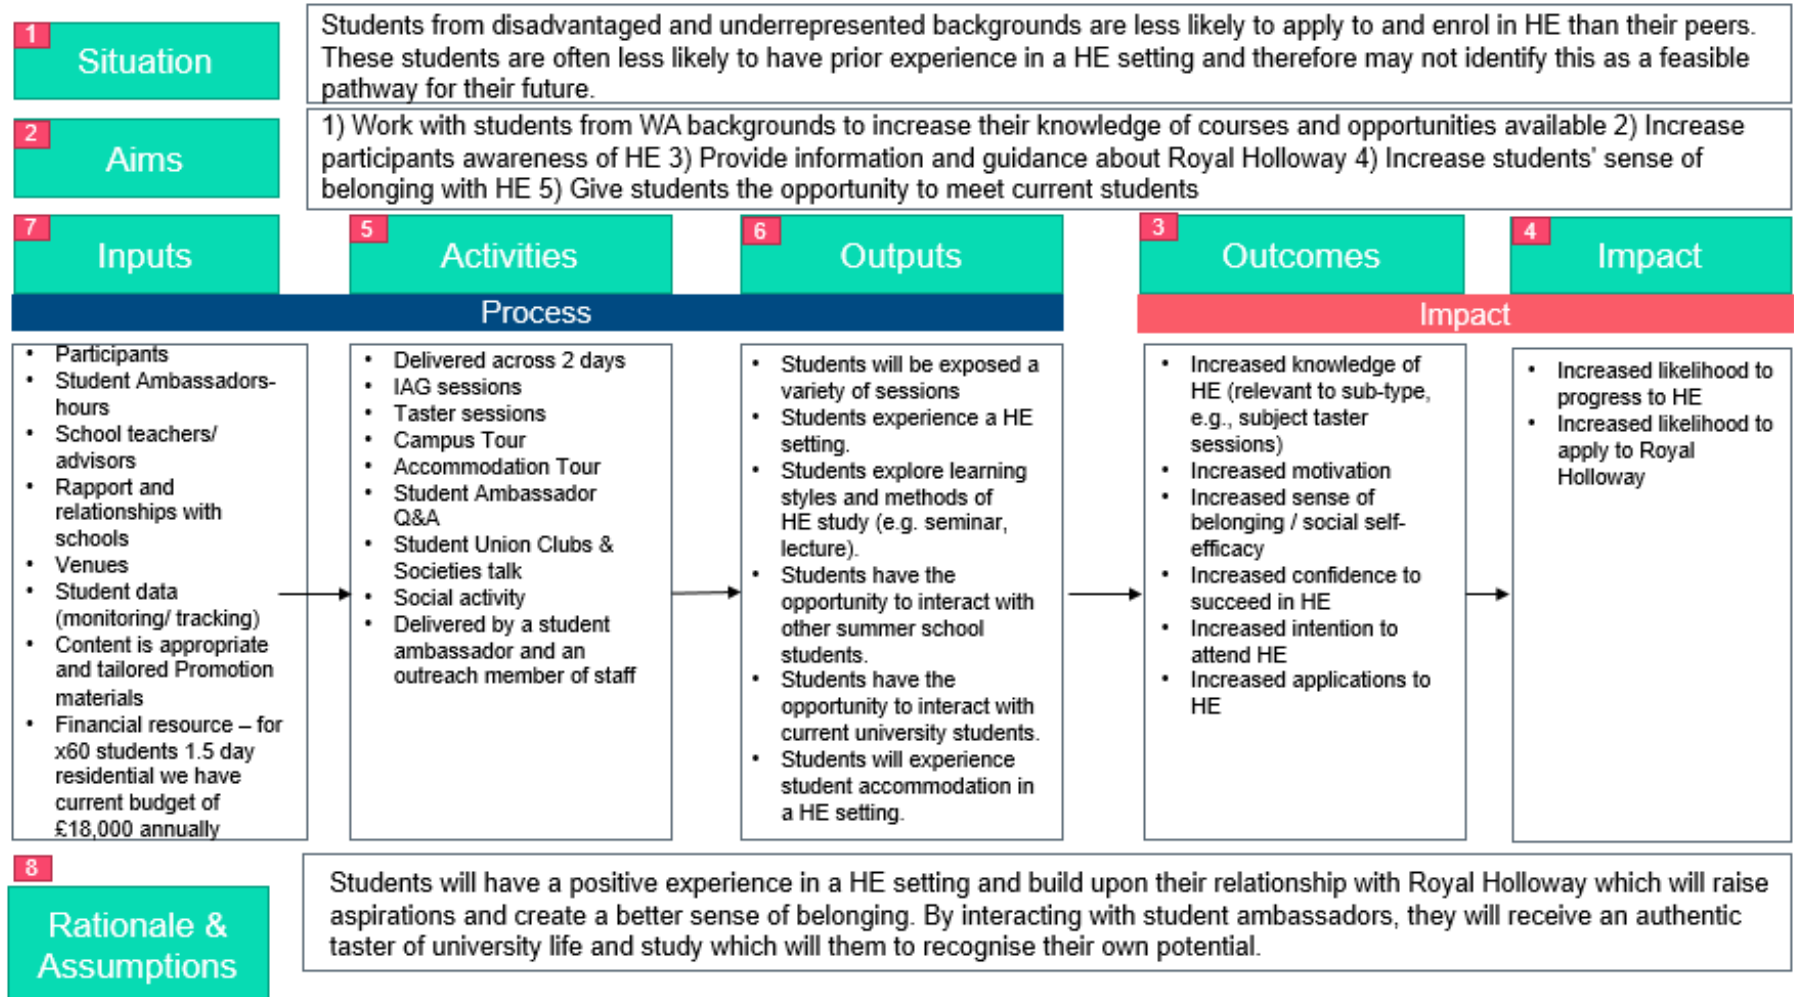 1
Situation
Students from disadvantaged and underrepresented backgrounds are less likely to apply to and enrol in HE than their peers.
These students are often less likely to have prior experience in a HE setting and therefore may not identify this as a feasible
pathway for their future.
2
Aims
1) Work with students from WA backgrounds to increase their knowledge of courses and opportunities available 2) Increase
participants awareness of HE 3) Provide information and guidance about Royal Holloway 4) Increase students' sense of
belonging with HE 5) Give students the opportunity to meet current students
7
Inputs
5
Activities
6
Outputs
3
Outcomes
4
Impact
Process
Impact
• Participants
• Student Ambassadors-
hours
• School teachers/
advisors
• Rapport and
relationships with
schools
• Venues
• Student data
(monitoring/ tracking)
• Content is appropriate
and tailored Promotion
materials
• Financial resource – for
x60 students 1.5 day
residential we have
current budget of
£18,000 annually
• Delivered across 2 days
• IAG sessions
• Taster sessions
• Campus Tour
• Accommodation Tour
• Student Ambassador
Q&A
• Student Union Clubs &
Societies talk
• Social activity
• Delivered by a student
ambassador and an
outreach member of staff
• Students will be exposed a
variety of sessions
• Students experience a HE
setting.
• Students explore learning
styles and methods of
HE study (e.g. seminar,
lecture).
• Students have the
opportunity to interact with
other summer school
students.
• Students have the
opportunity to interact with
current university students.
• Students will experience
student accommodation in
a HE setting.
• Increased knowledge of
HE (relevant to sub-type,
e.g., subject taster
sessions)
• Increased motivation
• Increased sense of
belonging / social self-
efficacy
• Increased confidence to
succeed in HE
• Increased intention to
attend HE
• Increased applications to
HE
• Increased likelihood to
progress to HE
• Increased likelihood to
apply to Royal
Holloway
8
Rationale &
Assumptions
Students will have a positive experience in a HE setting and build upon their relationship with Royal Holloway which will raise
aspirations and create a better sense of belonging. By interacting with student ambassadors, they will receive an authentic
taster of university life and study which will them to recognise their own potential.